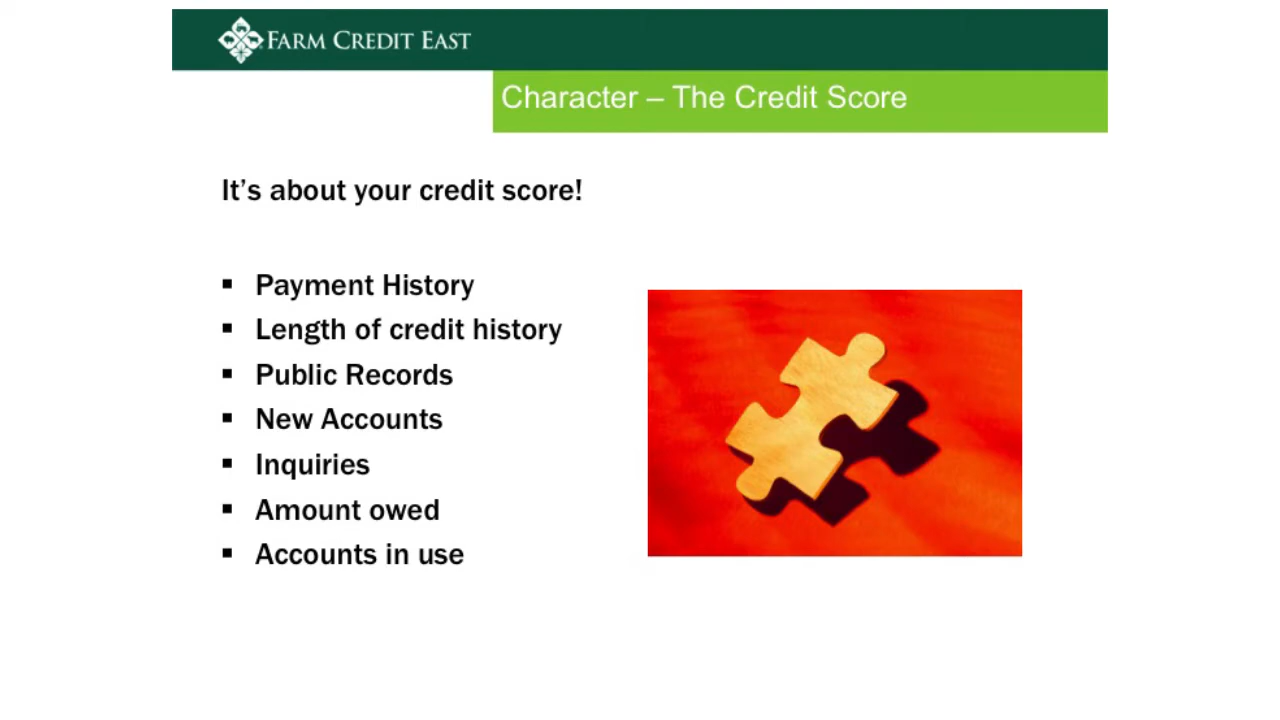 FARM CREDIT EAST
Character – The Credit Score
It's about your credit score!
▪ Payment History
▪ Length of credit history
▪ Public Records
▪ New Accounts
▪ Inquiries
▪ Amount owed
▪ Accounts in use